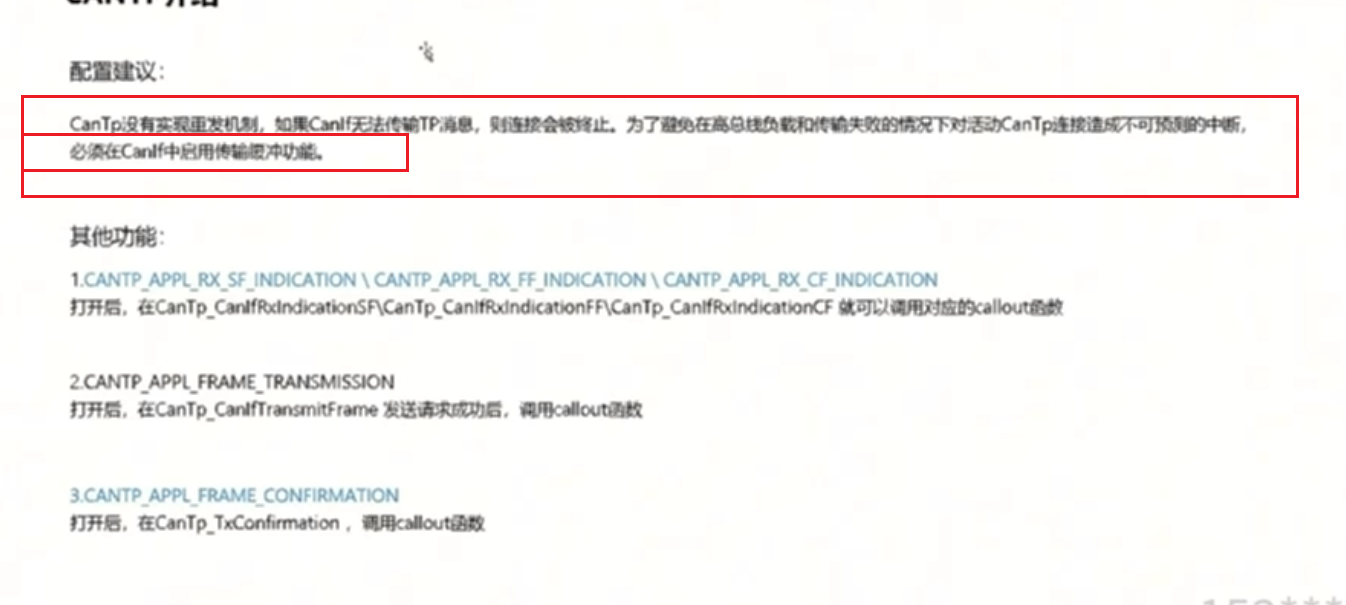 CANTP 介绍
配置建议：
CanTp没有实现重发机制，如果CanIf无法传输TP消息，则连接会被终止。为了避免在高总线负载和传输失败的情况下对活动CanTp连接造成不可预测的中断，
必须在CanIf中启用传输缓冲功能。
其他功能：
1.CANTP_APPL_RX_SF_INDICATION \ CANTP_APPL_RX_FF_INDICATION \ CANTP_APPL_RX_CF_INDICATION
打开后，在CanTp_CanIfRxIndicationSF\CanTp_CanIfRxIndicationFF\CanTp_CanIfRxIndicationCF 就可以调用对应的callout函数
2.CANTP_APPL_FRAME_TRANSMISSION
打开后，在CanTp_CanIfTransmitFrame 发送请求成功后，调用callout函数
3.CANTP_APPL_FRAME_CONFIRMATION
打开后，在CanTp_TxConfirmation ，调用callout函数